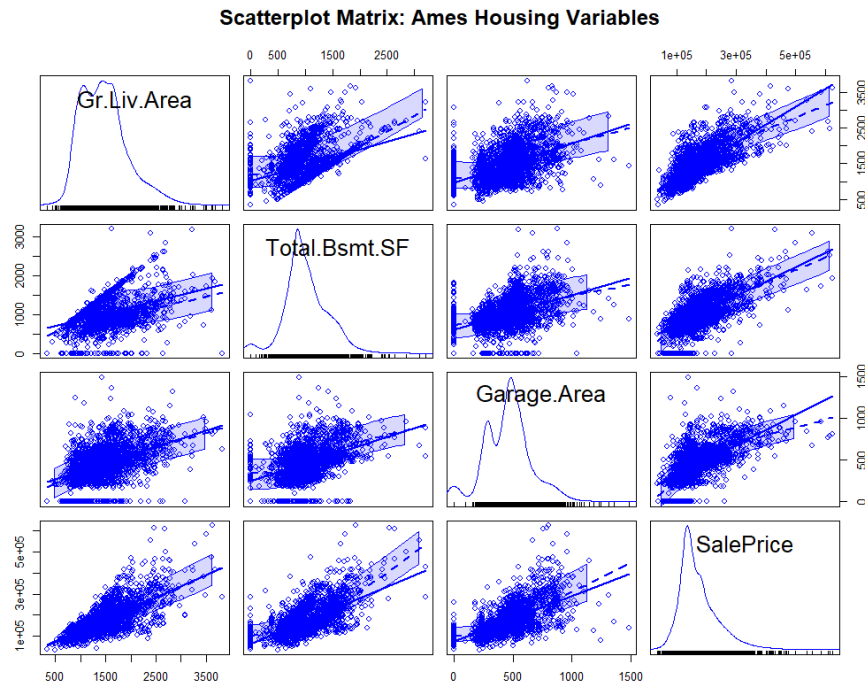 Scatterplot Matrix: Ames Housing Variables
0 500 1500 2500
1e+05 3e+05 5e+05
Gr.Liv.Area
500 1500 2500 3500
0 1000 2000 3000
Total.Bsmt.SF
Garage.Area
0 500 1000 1500
1e+05 3e+05 5e+05
SalePrice
500 1500 2500 3500
0 500 1000 1500